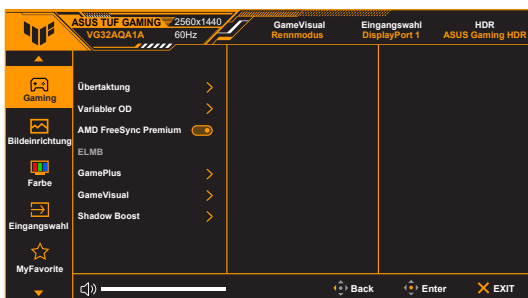 ASUS TUF GAMING 2560x1440
VG32AQA1A 60Hz
GameVisual
Rennmodus
Eingangswahl
DisplayPort 1
HDR
ASUS Gaming HDR
Gaming
Bildeinrichtung
Farbe
Eingangswahl
MyFavorite
Übertaktung
Variabler OD
AMD FreeSync Premium
ELMB
GamePlus
GameVisual
Shadow Boost
Back
Enter
EXIT